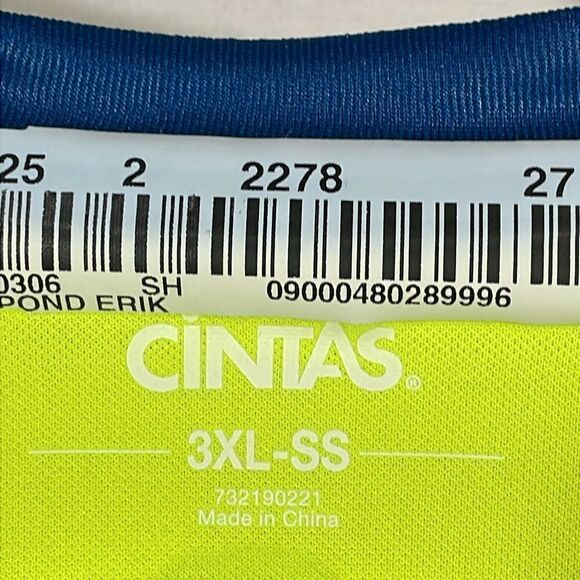 25 2 2278 27
0306 SH 09000480289996
POND ERIK
CINTAS®
3XL-SS
732190221
Made in China